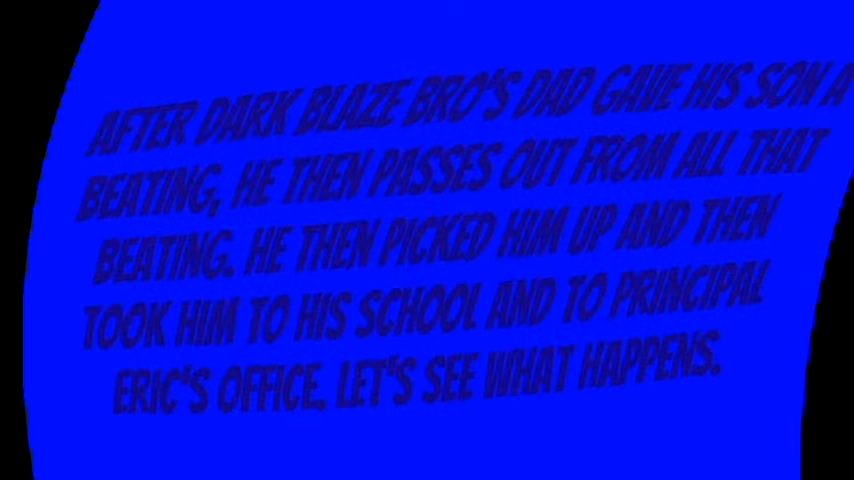 AFTER DARK BLAZE BRO'S DAD GAVE HIS SON A
BEATING, HE THEN PASSES OUT FROM ALL THAT
BEATING. HE THEN PICKED HIM UP AND THEN
TOOK HIM TO HIS SCHOOL AND TO PRINCIPAL
ERIC'S OFFICE. LET'S SEE WHAT HAPPENS.